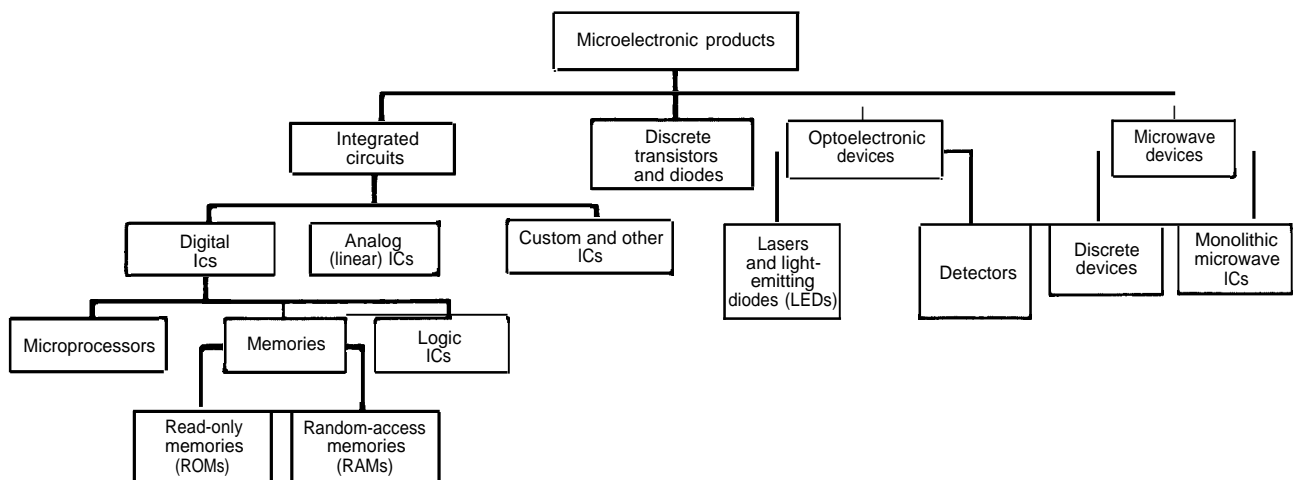 Microelectronic products
Integrated
circuits
Discrete
transistors
and diodes
Optoelectronic
devices
Microwave
devices
Digital
Ics
Analog
(linear) ICs
Custom and other
ICs
Lasers
and light-
emitting
diodes (LEDs)
Detectors
Discrete
devices
Monolithic
microwave
ICs
Microprocessors
Memories
Logic
ICs
Read-only
memories
(ROMs)
Random-access
memories
(RAMs)